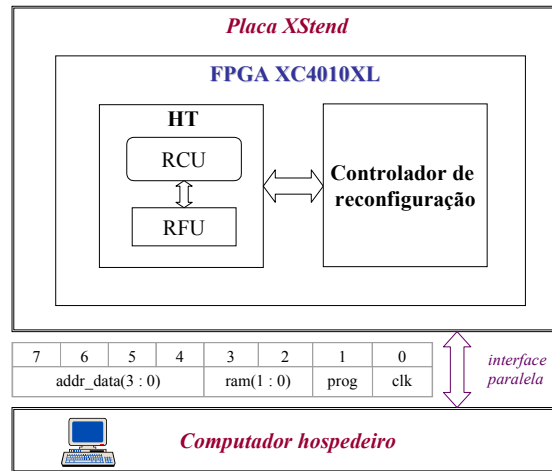 Placa XStend
FPGA XC4010XL
HT
RCU
RFU
Controlador de
reconfiguração
7 6 5 4 3 2 1 0
addr_data(3 : 0) ram(1 : 0) prog clk
interface
paralela
Computador hospedeiro